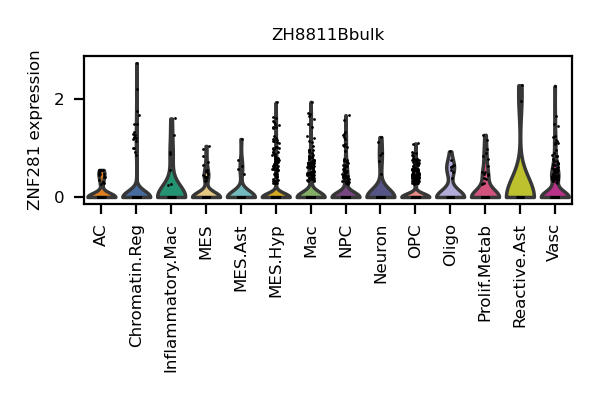 ZH8811Bbulk
ZNF281 expression
2
0
AC
Chromatin.Reg
Inflammatory.Mac
MES
MES.Ast
MES.Hyp
Mac
NPC
Neuron
OPC
Oligo
Prolif.Metab
Reactive.Ast
Vasc